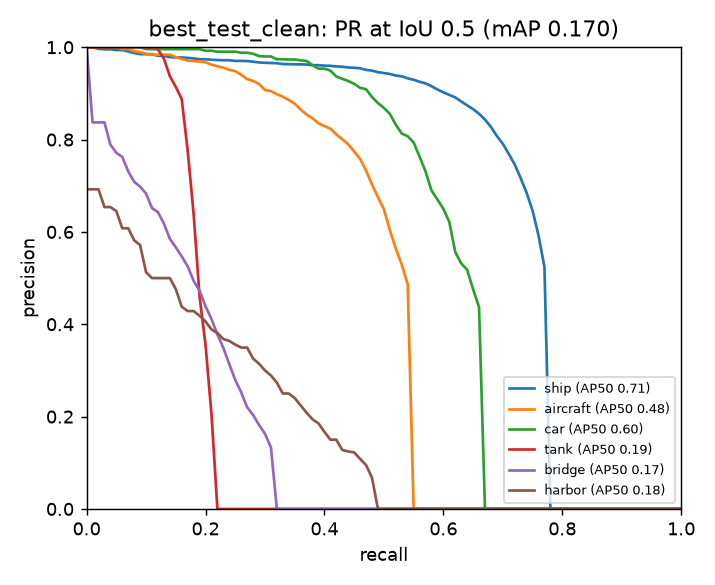 best_test_clean: PR at IoU 0.5 (mAP 0.170)
1.0
0.8
0.6
0.4
0.2
0.0
precision
ship (AP50 0.71)
aircraft (AP50 0.48)
car (AP50 0.60)
tank (AP50 0.19)
bridge (AP50 0.17)
harbor (AP50 0.18)
0.0 0.2 0.4 0.6 0.8 1.0
recall